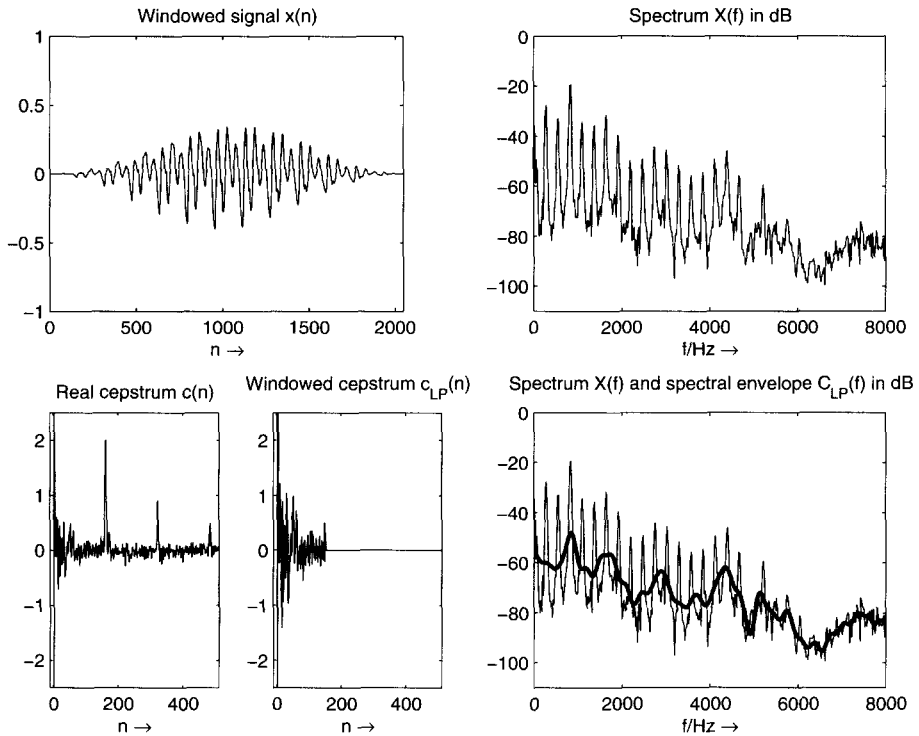 Windowed signal x(n)
1
0.5
0
−0.5
−1
0 500 1000 1500 2000
n →
Spectrum X(f) in dB
0
−20
−40
−60
−80
−100
0 2000 4000 6000 8000
f/Hz →
Real cepstrum c(n)
2
1
0
−1
−2
0 200 400
n →
Windowed cepstrum c_LP(n)
2
1
0
−1
−2
0 200 400
n →
Spectrum X(f) and spectral envelope C_LP(f) in dB
0
−20
−40
−60
−80
−100
0 2000 4000 6000 8000
f/Hz →